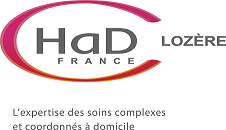 HaD LOZÈRE
FRANCE
L'expertise des soins complexes
et coordonnés à domicile